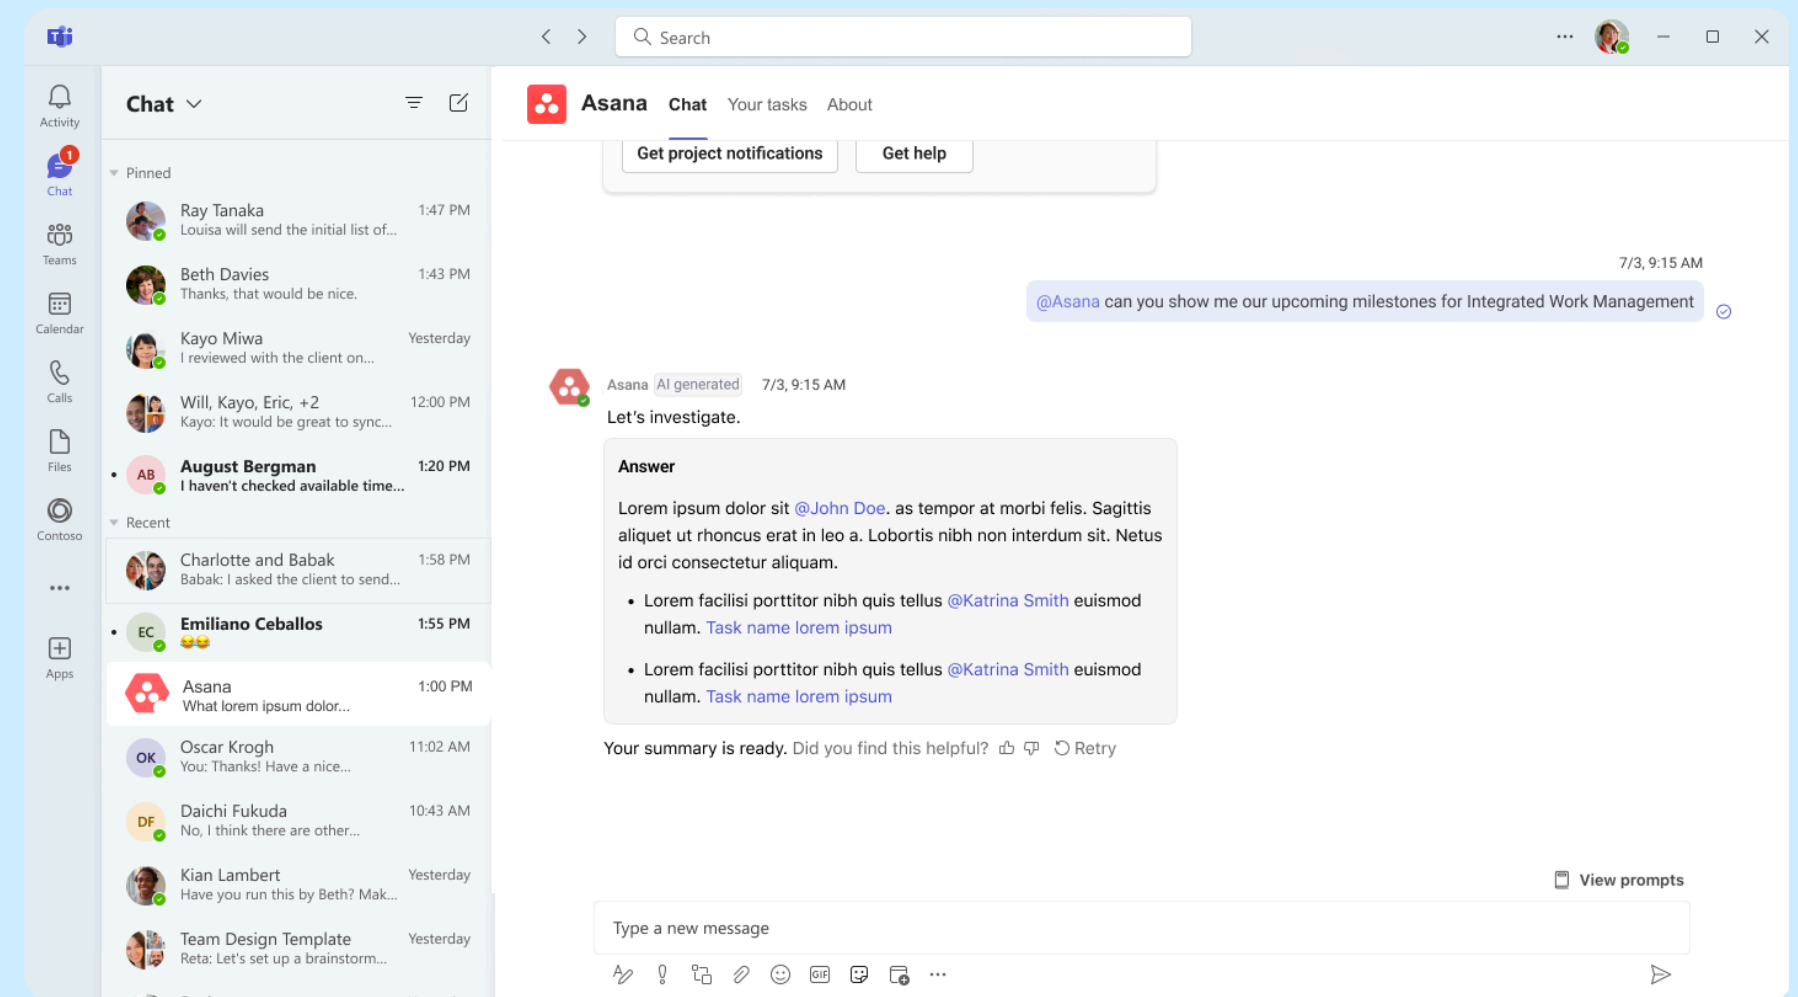 Search
Activity
1
Chat
Teams
Calendar
Calls
Files
Contoso
Apps
Chat
Pinned
Ray Tanaka 1:47 PM
Louisa will send the initial list of...
Beth Davies 1:43 PM
Thanks, that would be nice.
Kayo Miwa Yesterday
I reviewed with the client on...
Will, Kayo, Eric, +2 12:00 PM
Kayo: It would be great to sync...
AB
August Bergman 1:20 PM
I haven't checked available time...
Recent
Charlotte and Babak 1:58 PM
Babak: I asked the client to send...
EC
Emiliano Ceballos 1:55 PM
😂😂
Asana 1:00 PM
What lorem ipsum dolor...
OK
Oscar Krogh 11:02 AM
You: Thanks! Have a nice...
DF
Daichi Fukuda 10:43 AM
No, I think there are other...
Kian Lambert Yesterday
Have you run this by Beth? Mak...
Team Design Template Yesterday
Reta: Let's set up a brainstorm...
Asana Chat Your tasks About
Get project notifications Get help
7/3, 9:15 AM
@Asana can you show me our upcoming milestones for Integrated Work Management
Asana AI generated 7/3, 9:15 AM
Let's investigate.
Answer
Lorem ipsum dolor sit @John Doe. as tempor at morbi felis. Sagittis
aliquet ut rhoncus erat in leo a. Lobortis nibh non interdum sit. Netus
id orci consectetur aliquam.
• Lorem facilisi porttitor nibh quis tellus @Katrina Smith euismod
nullam. Task name lorem ipsum
• Lorem facilisi porttitor nibh quis tellus @Katrina Smith euismod
nullam. Task name lorem ipsum
Your summary is ready. Did you find this helpful? Retry
View prompts
Type a new message
GIF